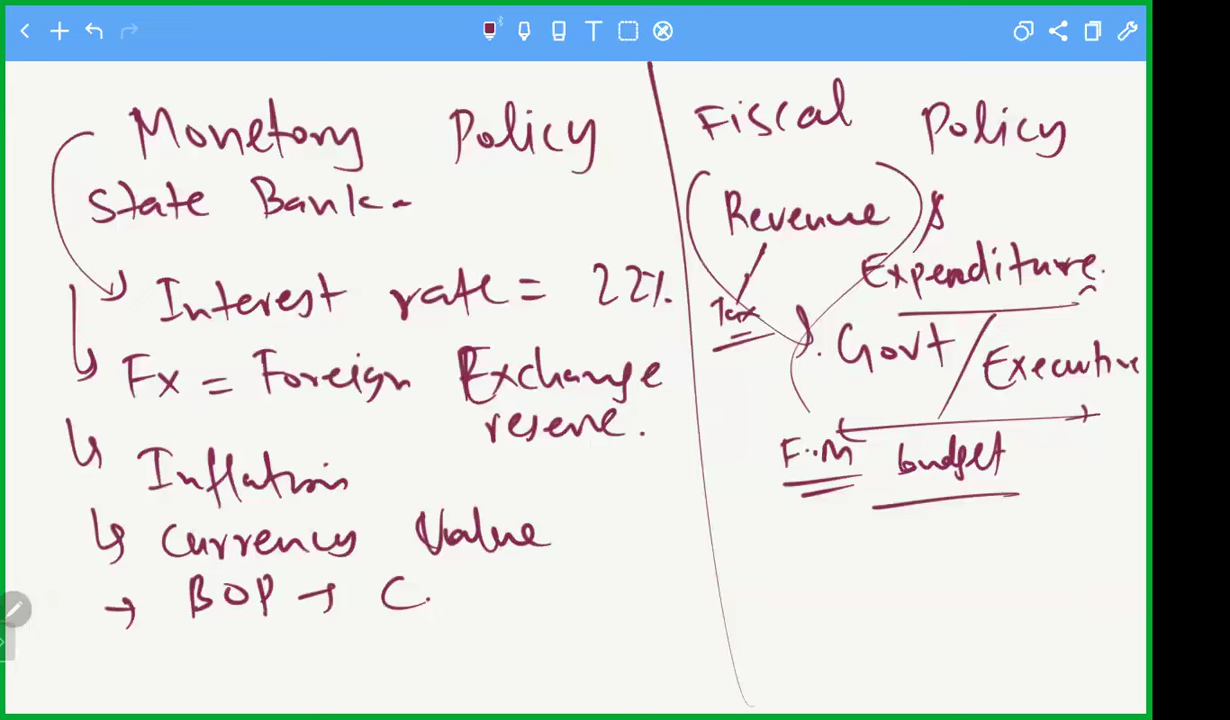 Monetory Policy
State Bank-
Interest rate = 22%.
Fx = Foreign Exchange
reserve.
Inflation
Currency Value
BOP → C.
Fiscal Policy
Revenue &
Expenditure.
Tax
Govt / Executive
F..M budget